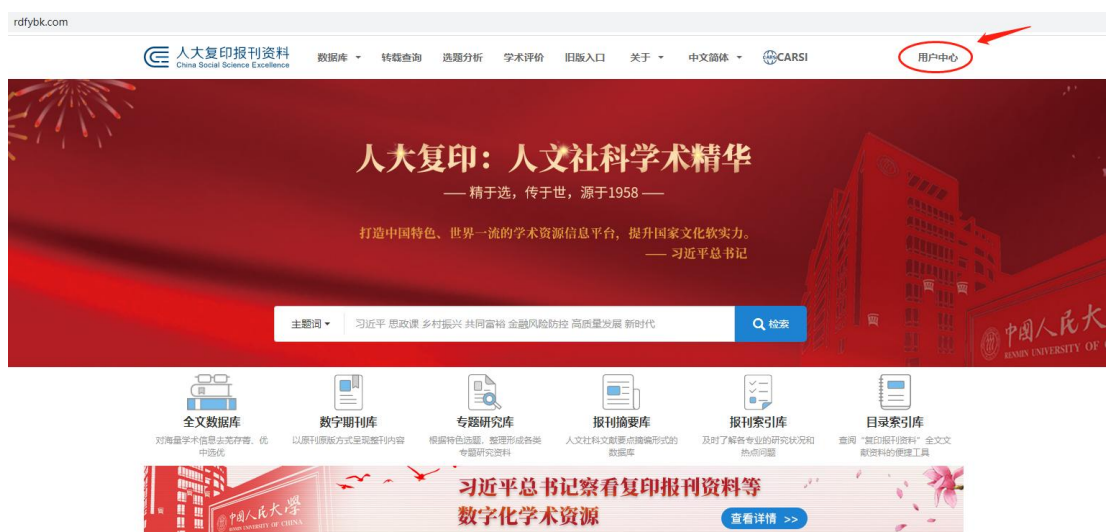 rdfybk.com
人大复印报刊资料
China Social Science Excellence
数据库 转载查询 选题分析 学术评价 旧版入口 关于 中文简体 CARSI 用户中心
人大复印：人文社科学术精华
—— 精于选，传于世，源于1958 ——
打造中国特色、世界一流的学术资源信息平台，提升国家文化软实力。
—— 习近平总书记
主题词 习近平 思政课 乡村振兴 共同富裕 金融风险防控 高质量发展 新时代 检索
中国人民大
RENMIN UNIVERSITY OF
全文数据库 数字期刊库 专题研究库 报刊摘要库 报刊索引库 目录索引库
对海量学术信息去芜存菁、优 以原刊原版方式呈现整刊内容 根据特色选题，整理形成各类 人文社科文献要点摘编形式的 及时了解各专业的研究状况和 查阅“复印报刊资料”全文文
中选优 专题研究资料 数据库 热点问题 献资料的便捷工具
习近平总书记察看复印报刊资料等
数字化学术资源
查看详情 >>
中国人民大学
UNIVERSITY OF CHINA